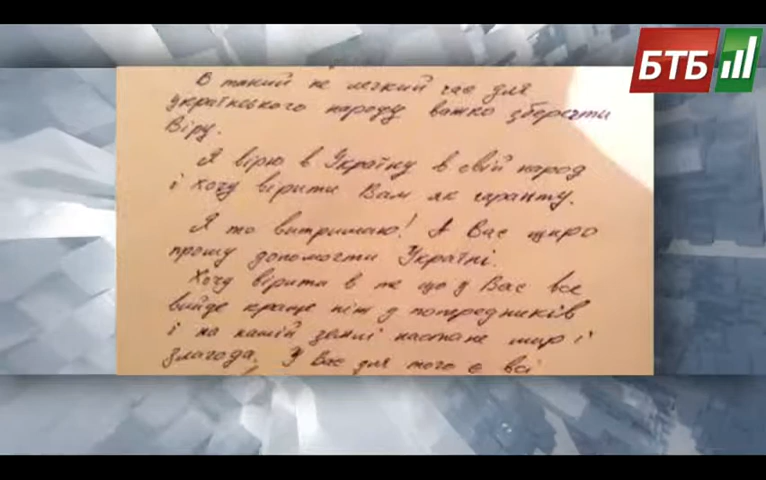 БТБ
В такий не легкий час для
українського народу важко зберегти
Віру.
Я вірю в Україну в свій народ
і хочу вірити Вам як гаранту.
Я то витримаю! А Вас щиро
прошу допомогти Україні.
Хочу вірити в те що у Вас все
вийде краще ніж у попередників
і на нашій землі настане мир і
злагода. У Вас для того є всі